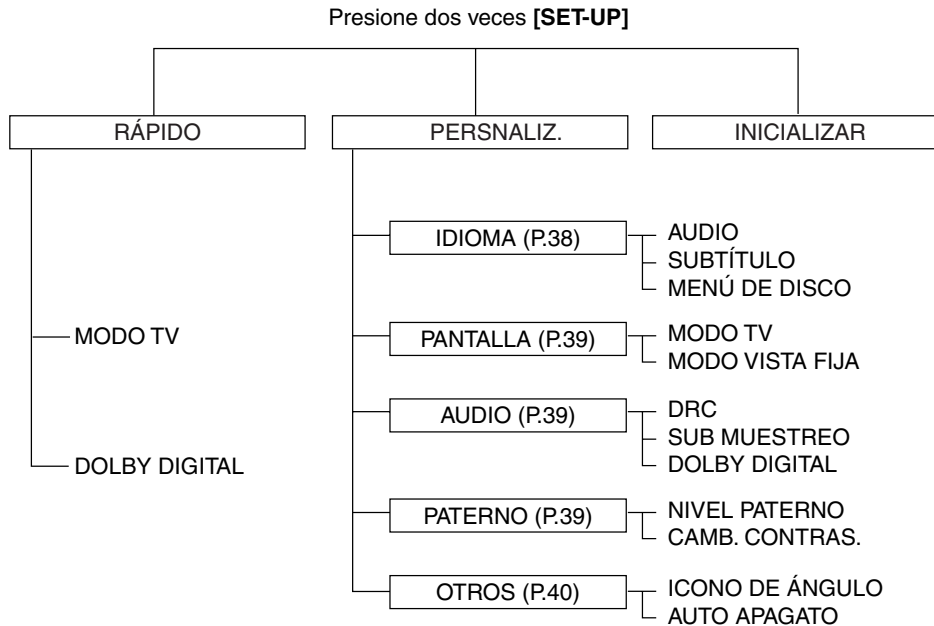 Presione dos veces [SET-UP]
RÁPIDO
PERSNALIZ.
INICIALIZAR
MODO TV
DOLBY DIGITAL
IDIOMA (P.38)
AUDIO
SUBTÍTULO
MENÚ DE DISCO
PANTALLA (P.39)
MODO TV
MODO VISTA FIJA
AUDIO (P.39)
DRC
SUB MUESTREO
DOLBY DIGITAL
PATERNO (P.39)
NIVEL PATERNO
CAMB. CONTRAS.
OTROS (P.40)
ICONO DE ÁNGULO
AUTO APAGATO